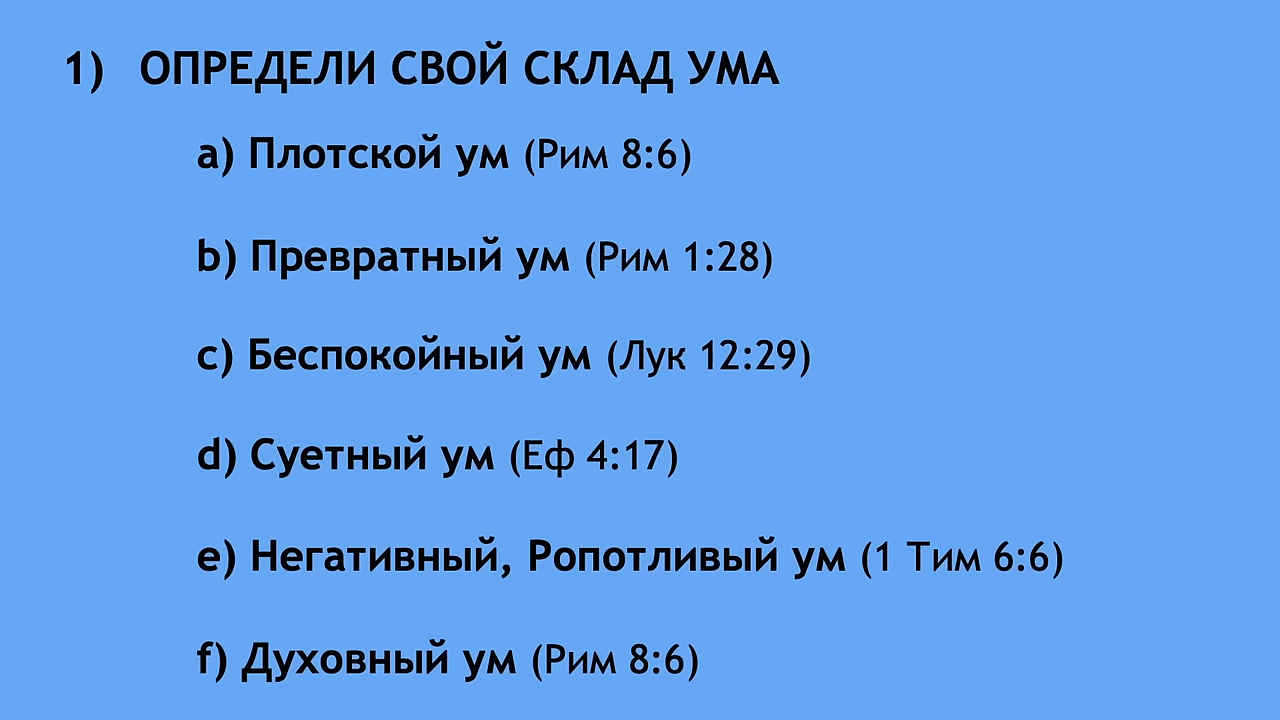 1) ОПРЕДЕЛИ СВОЙ СКЛАД УМА
a) Плотской ум (Рим 8:6)
b) Превратный ум (Рим 1:28)
c) Беспокойный ум (Лук 12:29)
d) Суетный ум (Еф 4:17)
e) Негативный, Ропотливый ум (1 Тим 6:6)
f) Духовный ум (Рим 8:6)